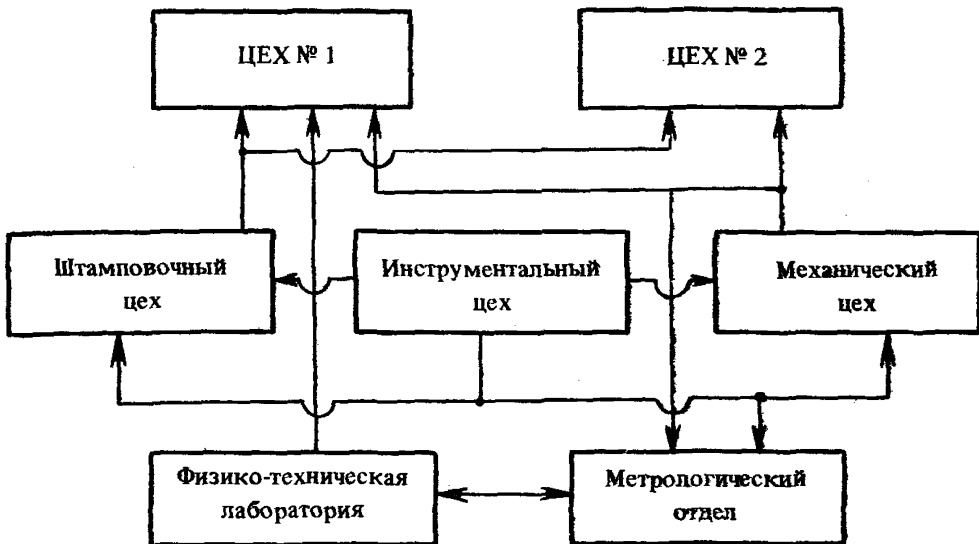 ЦЕХ № 1
ЦЕХ № 2
Штамповочный
цех
Инструментальный
цех
Механический
цех
Физико-техническая
лаборатория
Метрологический
отдел